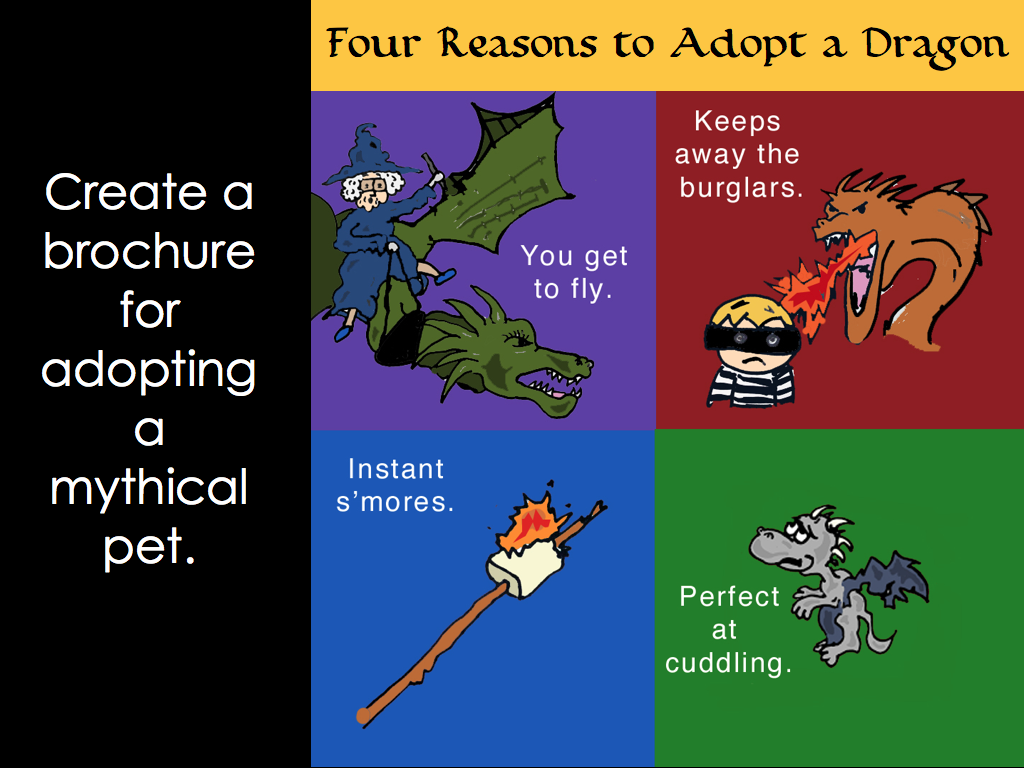 Create a
brochure
for
adopting
a
mythical
pet.
Four Reasons to Adopt a Dragon
You get
to fly.
Keeps
away the
burglars.
Instant
s’mores.
Perfect
at
cuddling.